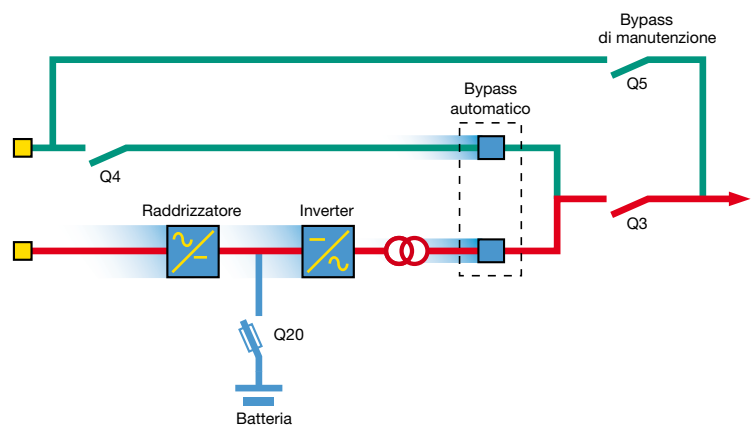 Bypass
di manutenzione
Q5
Bypass
automatico
Q4
Raddrizzatore
Inverter
Q3
Q20
Batteria